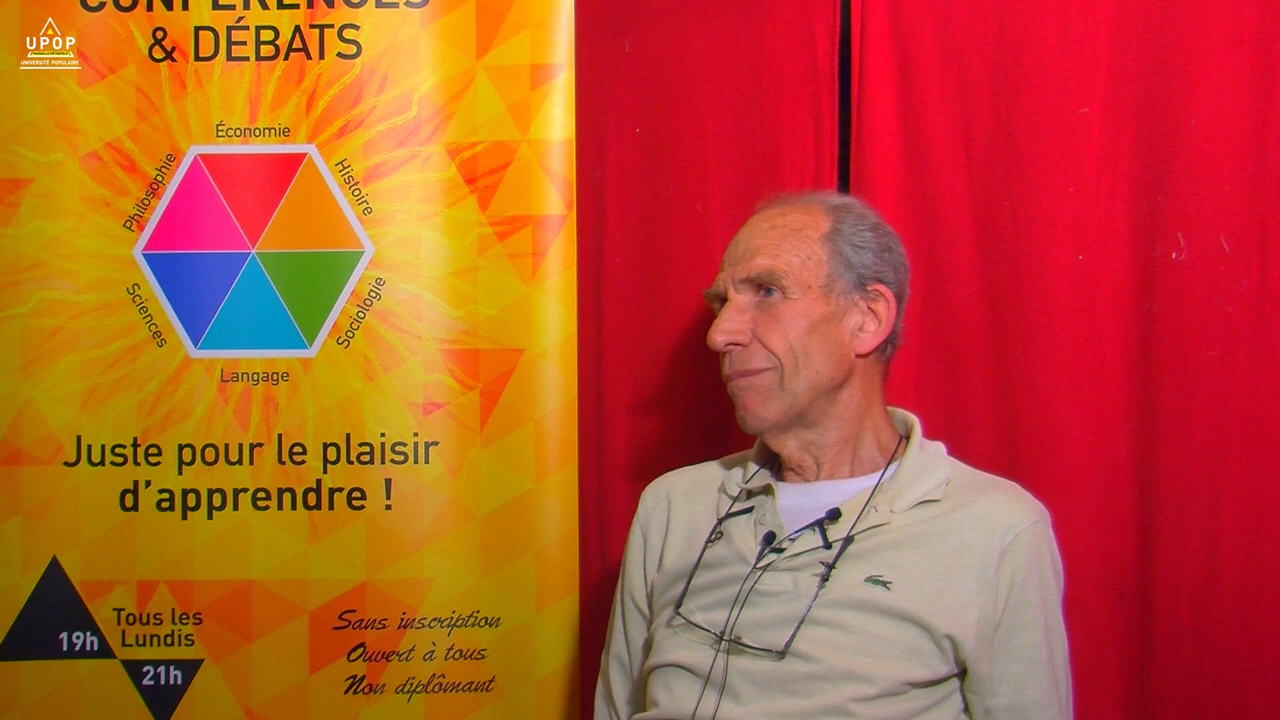 CONFÉRENCES
& DÉBATS
UPOP
UNIVERSITÉ POPULAIRE
Économie
Philosophie
Histoire
Sciences
Sociologie
Langage
Juste pour le plaisir
d'apprendre !
19h
Tous les
Lundis
21h
Sans inscription
Ouvert à tous
Non diplômant